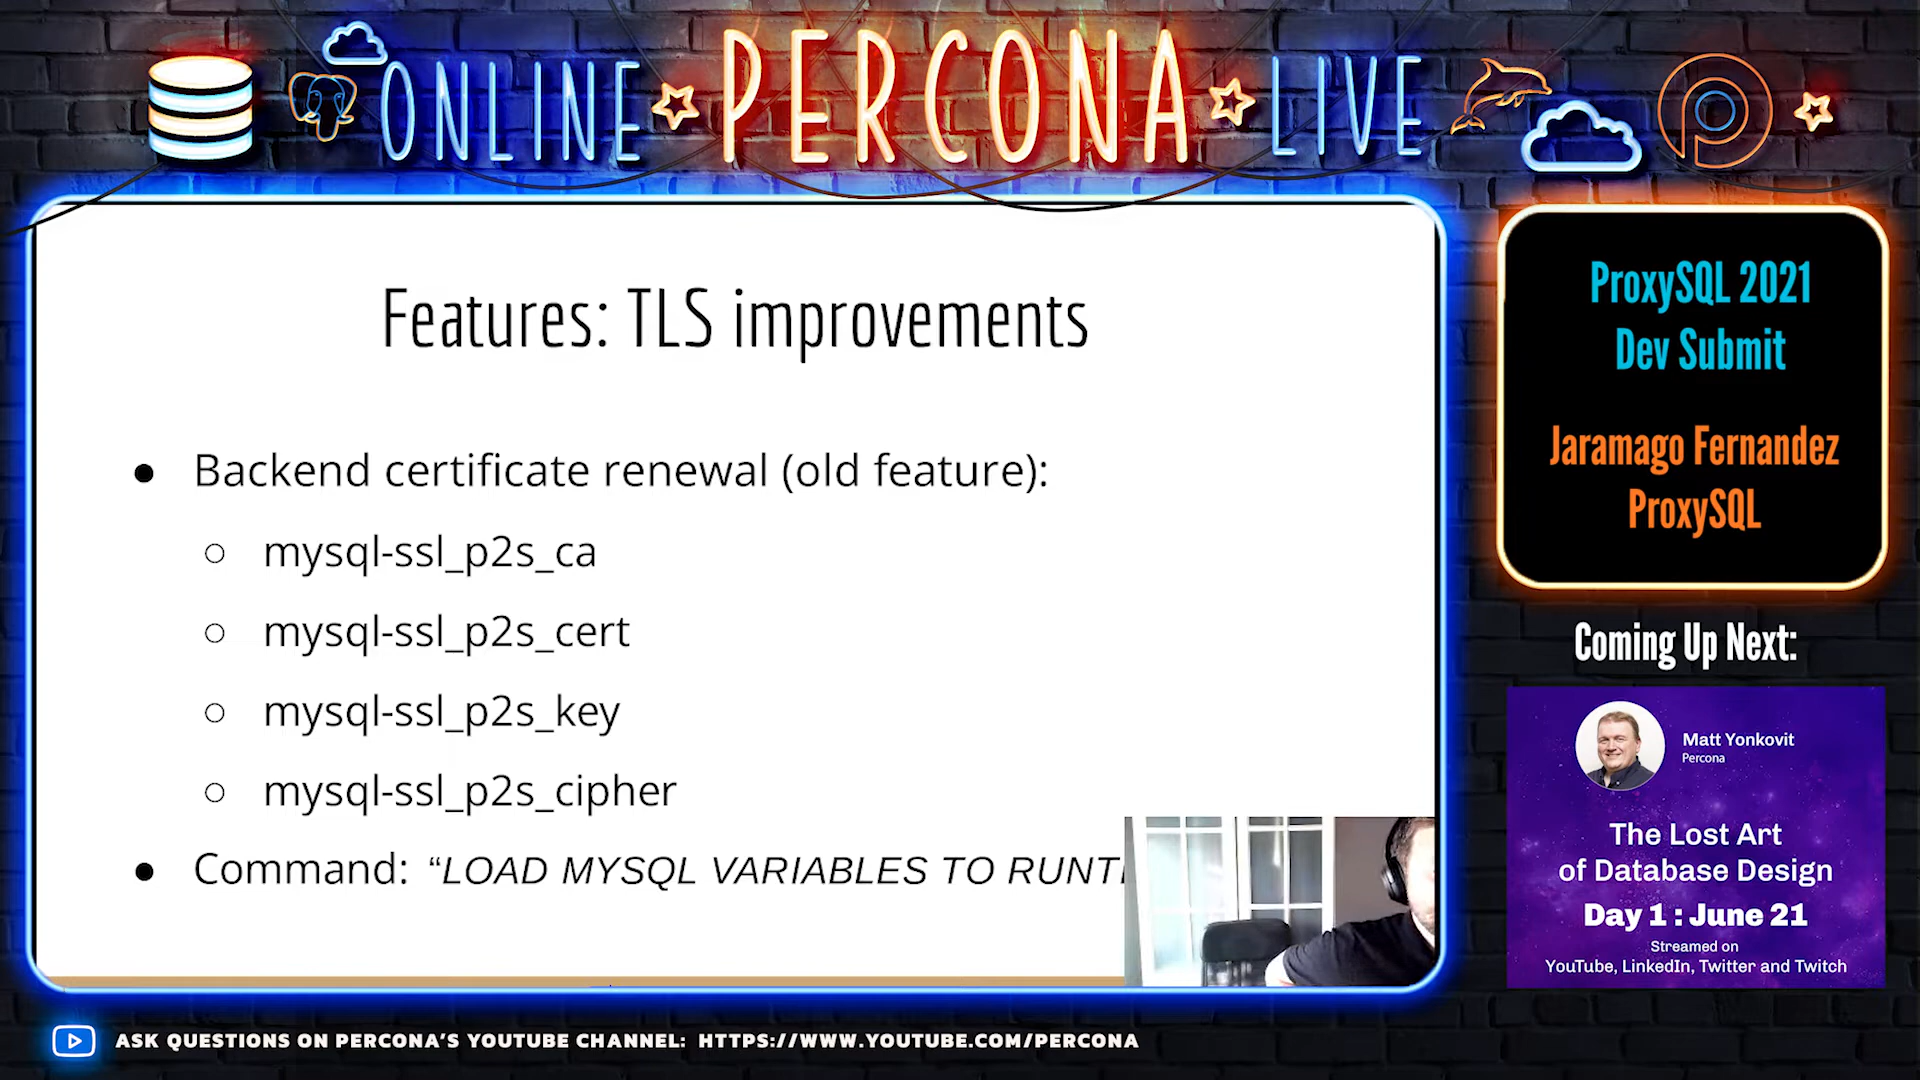 ONLINE PERCONA LIVE
Features: TLS improvements
● Backend certificate renewal (old feature):
○ mysql-ssl_p2s_ca
○ mysql-ssl_p2s_cert
○ mysql-ssl_p2s_key
○ mysql-ssl_p2s_cipher
● Command: “LOAD MYSQL VARIABLES TO
ProxySQL 2021
Dev Submit
Jaramago Fernandez
ProxySQL
Coming Up Next:
Matt Yonkovit
Percona
The Lost Art
of Database Design
Day 1 : June 21
Streamed on
YouTube, LinkedIn, Twitter and Twitch
ASK QUESTIONS ON PERCONA’S YOUTUBE CHANNEL: HTTPS://WWW.YOUTUBE.COM/PERCONA